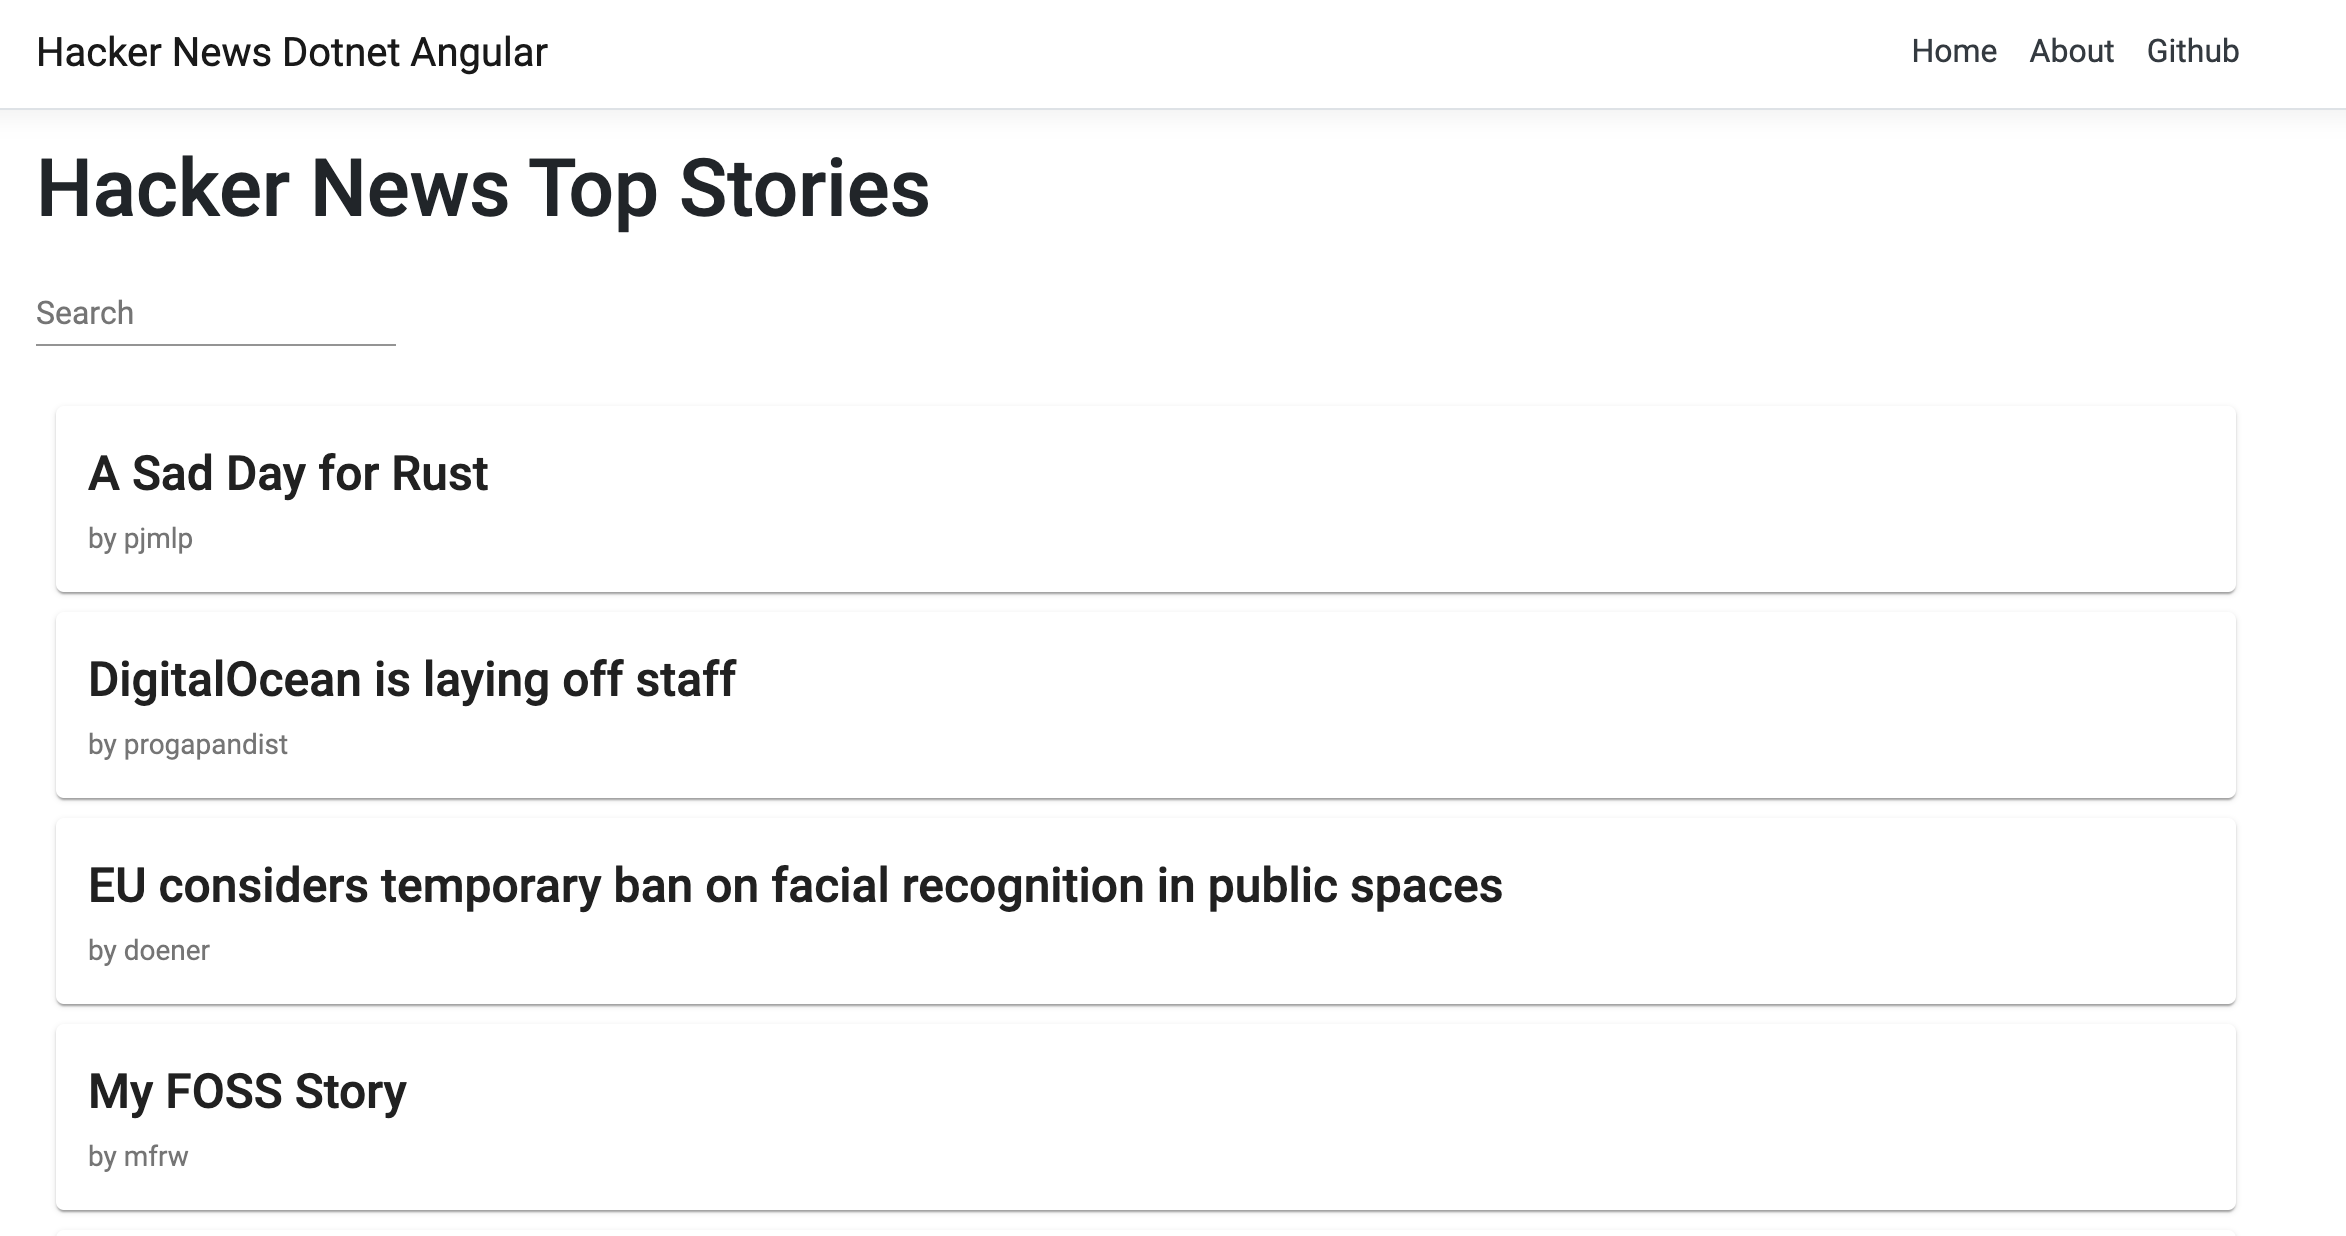 Hacker News Dotnet Angular
Home About Github
Hacker News Top Stories
Search
A Sad Day for Rust
by pjmlp
DigitalOcean is laying off staff
by progapandist
EU considers temporary ban on facial recognition in public spaces
by doener
My FOSS Story
by mfrw